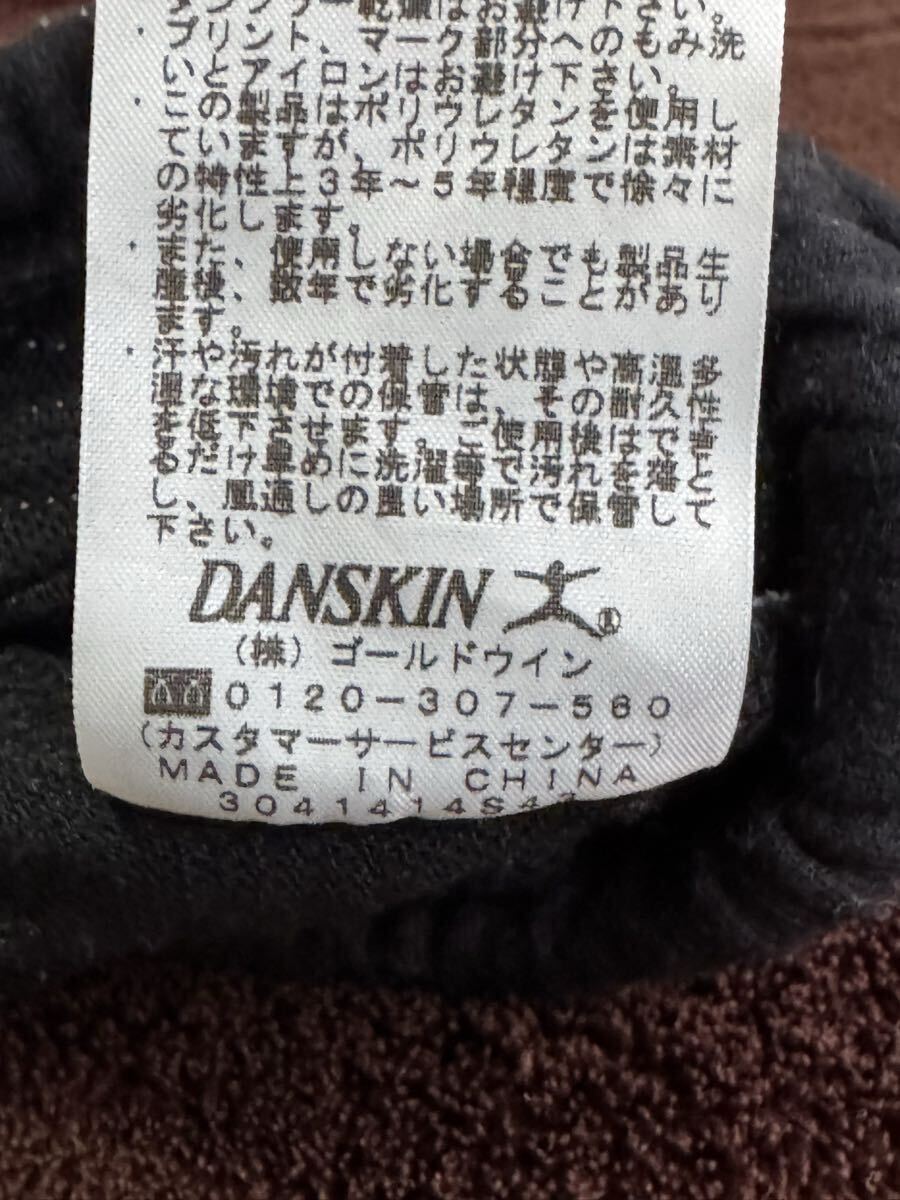 タンブラー乾燥はお避け下さい。
プリント、マーク部分へのもみ洗
いとアイロンはお避け下さい。
この製品はポリウレタンを使用し
ていますが、ポリウレタンは素材
の特性上、3年～5年程度で徐々に
劣化します。
また、使用しない場合でも製品生
産後、数年で劣化することがあり
ます。
汗や汚れが付着した状態や高温多
湿な環境での保管は、その耐久性
を低下させます。ご使用後はでき
るだけ早めに洗濯等で汚れを落と
し、風通しの良い場所で保管して
下さい。
DANSKIN ®
(株) ゴールドウイン
0120-307-560
(カスタマーサービスセンター)
MADE IN CHINA
3041414S4